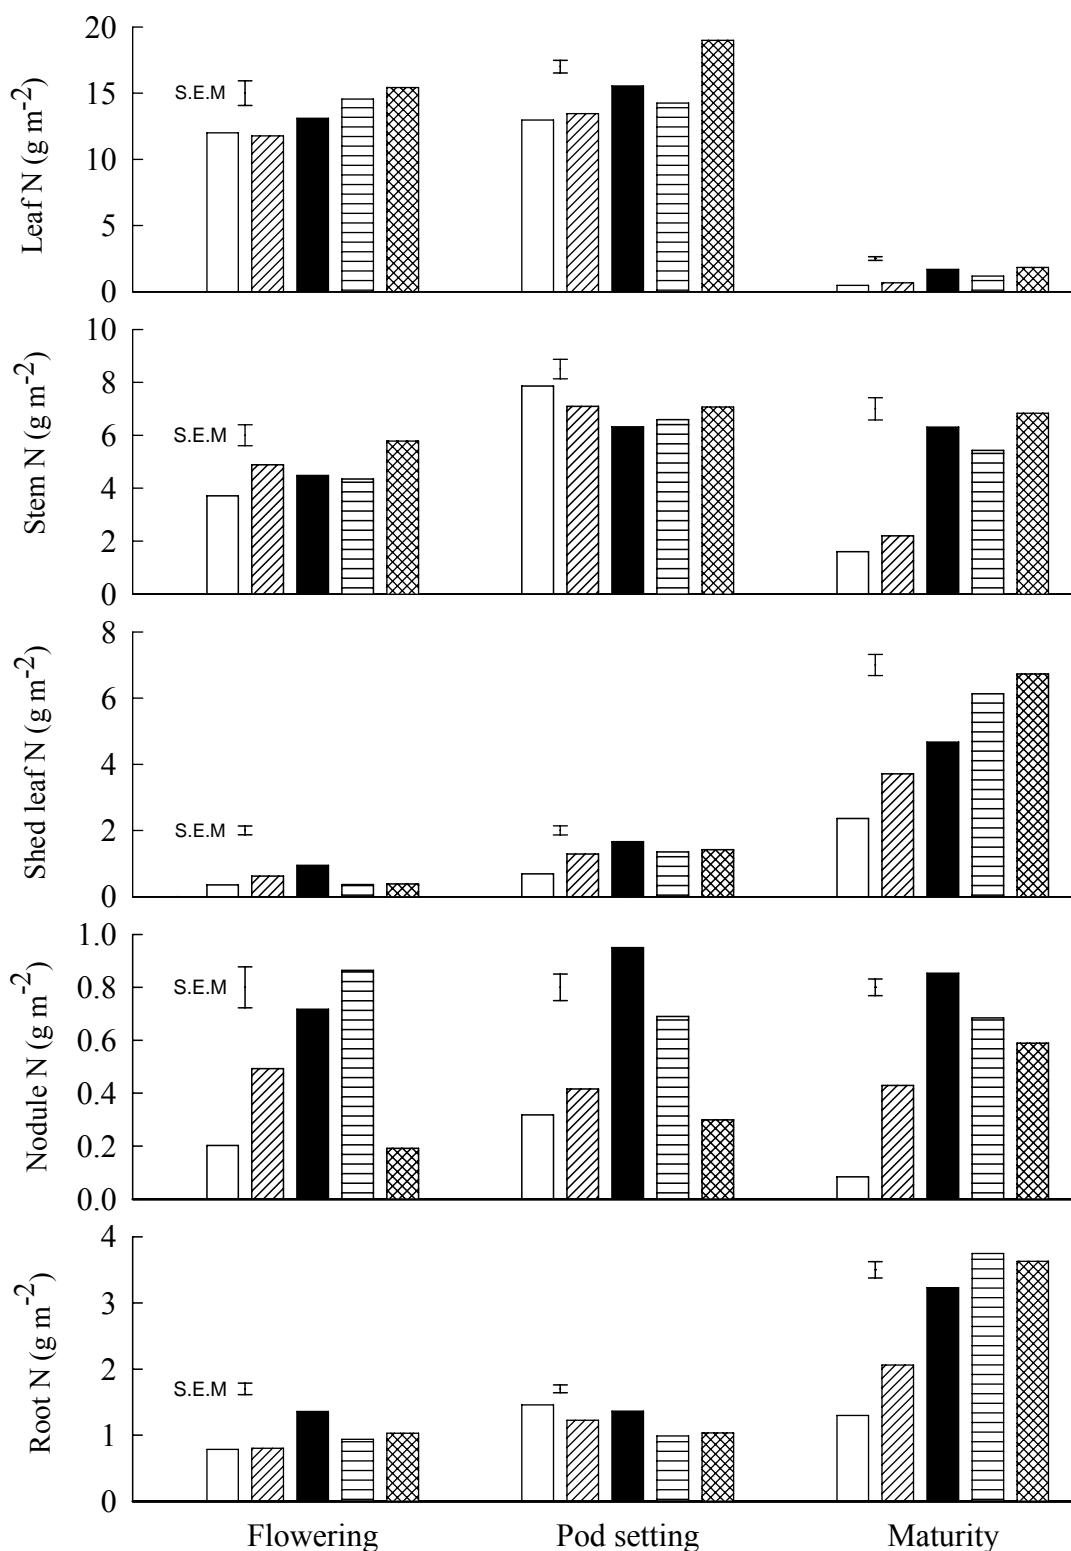 20
15
10
5
0
Leaf N (g m-2)
S.E.M
10
8
6
4
2
0
Stem N (g m-2)
S.E.M
8
6
4
2
0
Shed leaf N (g m-2)
S.E.M
1.0
0.8
0.6
0.4
0.2
0.0
Nodule N (g m-2)
S.E.M
4
3
2
1
0
Root N (g m-2)
S.E.M
Flowering
Pod setting
Maturity